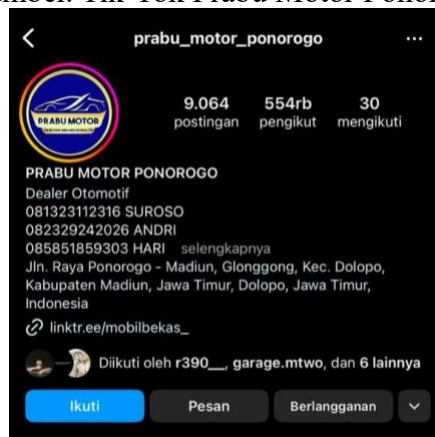 prabu_motor_ponorogo
PRABU MOTOR
9.064 554rb 30
postingan pengikut mengikuti
PRABU MOTOR PONOROGO
Dealer Otomotif
081323112316 SUROSO
082329242026 ANDRI
085851859303 HARI selengkapnya
Jln. Raya Ponorogo - Madiun, Glonggong, Kec. Dolopo,
Kabupaten Madiun, Jawa Timur, Dolopo, Jawa Timur,
Indonesia
linktr.ee/mobilbekas_
Diikuti oleh r390__, garage.mtwo, dan 6 lainnya
Ikuti Pesan Berlangganan